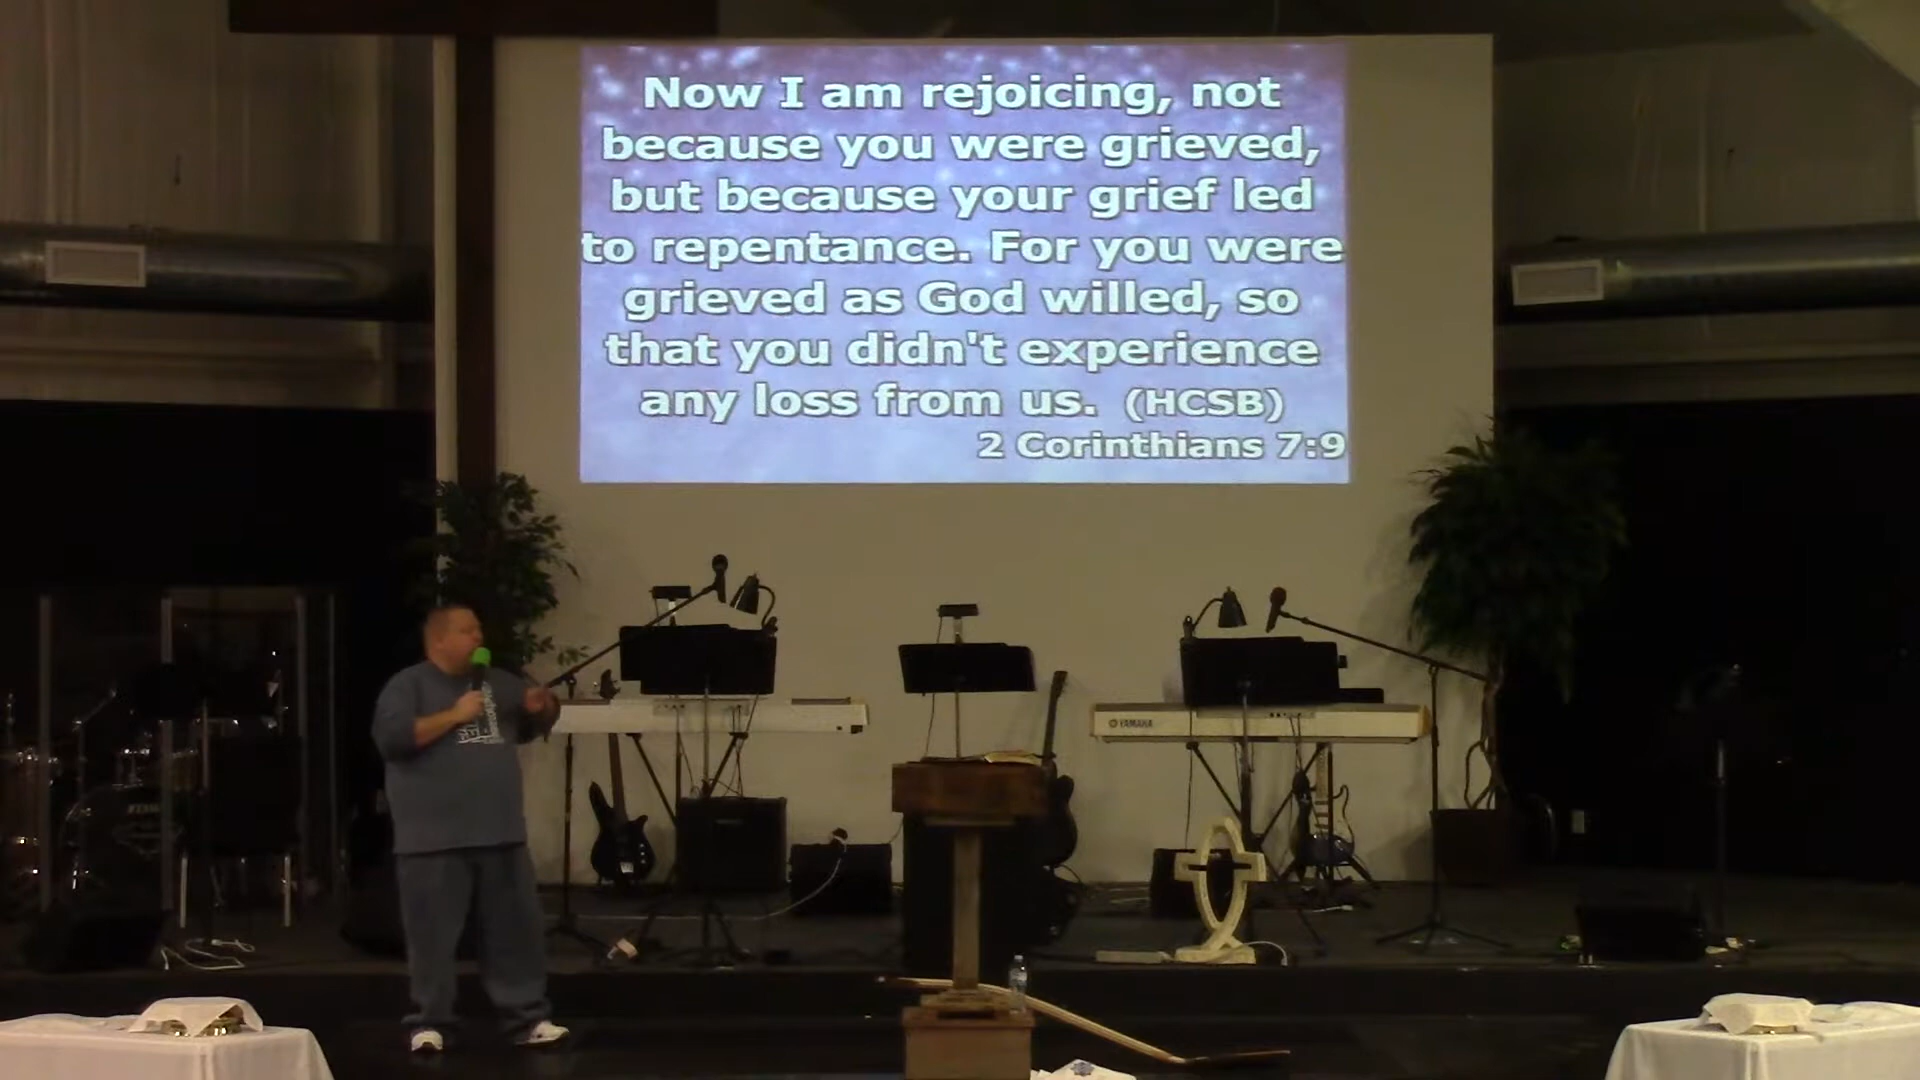 Now I am rejoicing, not
because you were grieved,
but because your grief led
to repentance. For you were
grieved as God willed, so
that you didn't experience
any loss from us. (HCSB)
2 Corinthians 7:9
YAMAHA